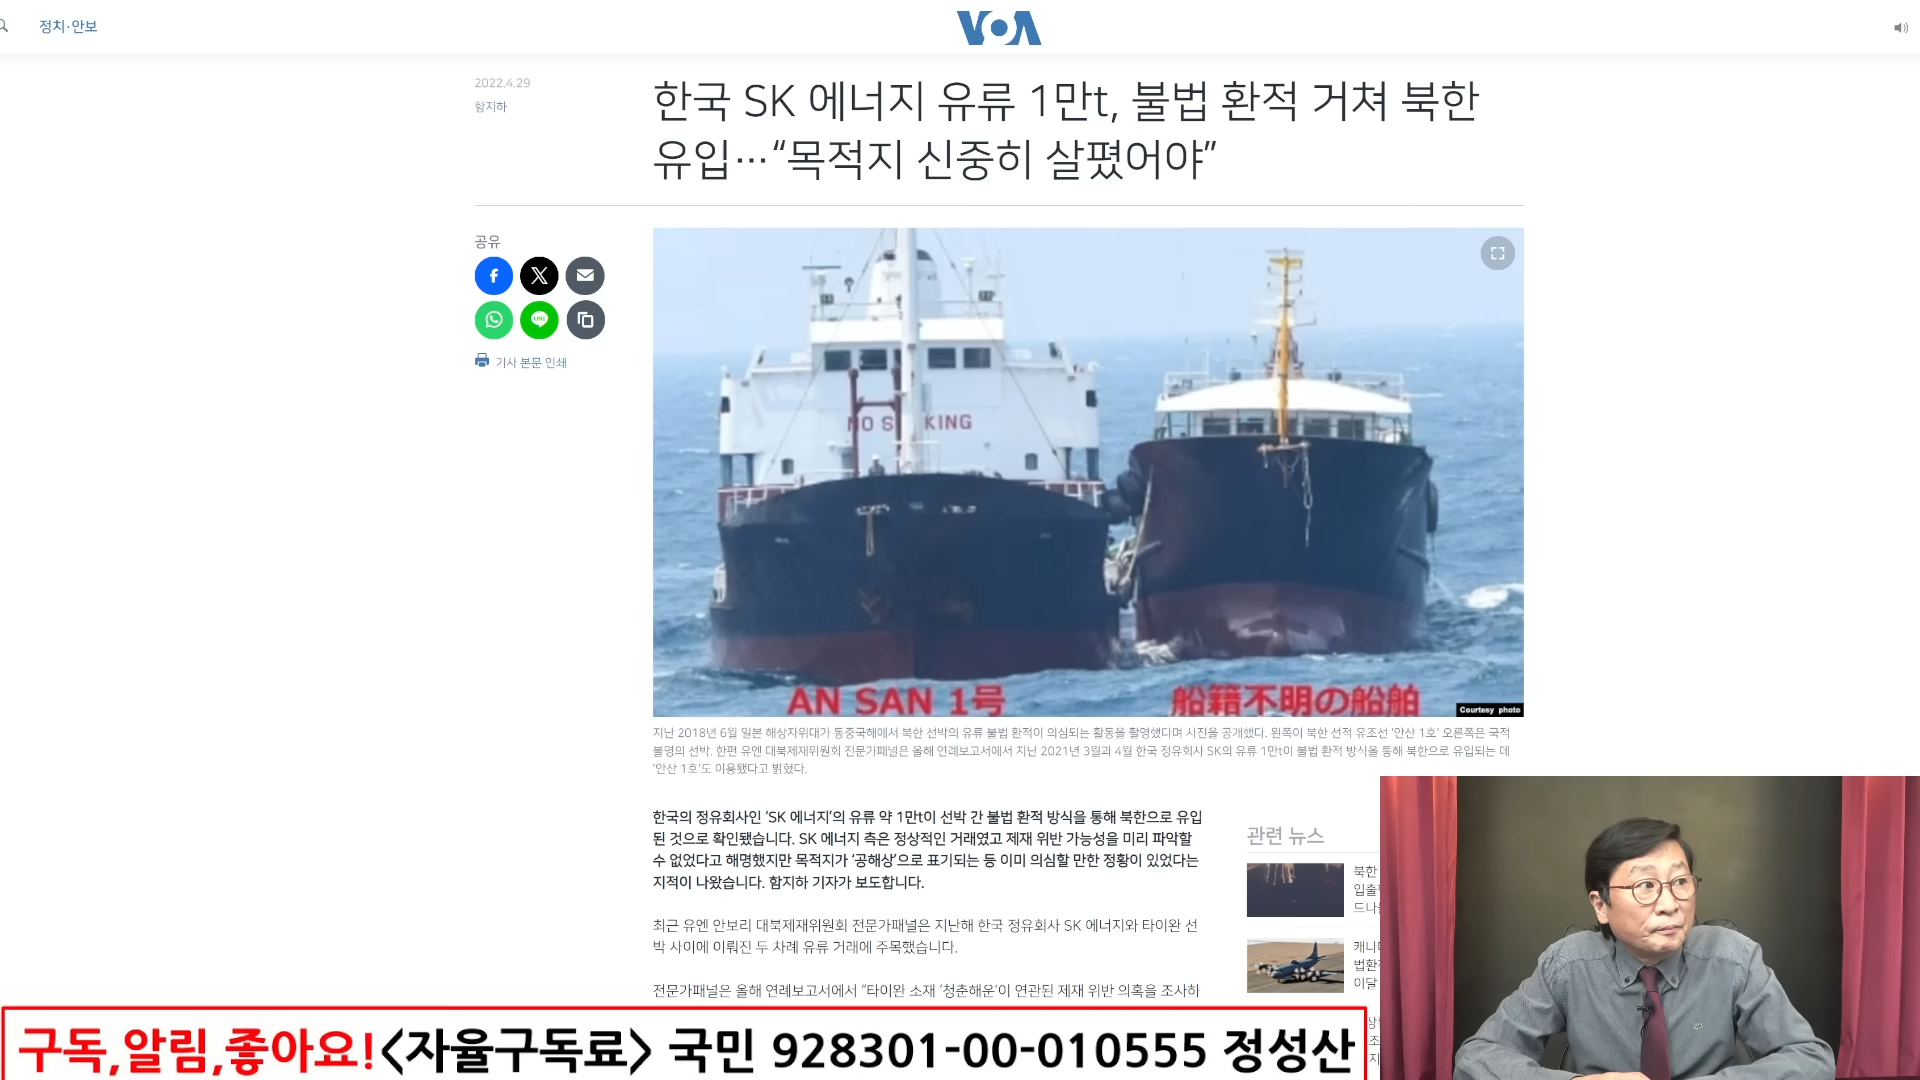 정치·안보
VOA
2022.4.29
함지하
한국 SK 에너지 유류 1만t, 불법 환적 거쳐 북한
유입…“목적지 신중히 살폈어야”
공유
LINE
기사 본문 인쇄
NO S KING
AN SAN 1号
船籍不明の船舶
Courtesy photo
지난 2018년 6월 일본 해상자위대가 동중국해에서 북한 선박의 유류 불법 환적이 의심되는 활동을 촬영했다며 사진을 공개했다. 왼쪽이 북한 선적 유조선 '안산 1호' 오른쪽은 국적
불명의 선박. 한편 유엔 대북제재위원회 전문가패널은 올해 연례보고서에서 지난 2021년 3월과 4월 한국 정유회사 SK의 유류 1만t이 불법 환적 방식을 통해 북한으로 유입되는 데
'안산 1호'도 이용됐다고 밝혔다.
한국의 정유회사인 ‘SK 에너지’의 유류 약 1만t이 선박 간 불법 환적 방식을 통해 북한으로 유입
된 것으로 확인됐습니다. SK 에너지 측은 정상적인 거래였고 제재 위반 가능성을 미리 파악할
수 없었다고 해명했지만 목적지가 ‘공해상’으로 표기되는 등 이미 의심할 만한 정황이 있었다는
지적이 나왔습니다. 함지하 기자가 보도합니다.
최근 유엔 안보리 대북제재위원회 전문가패널은 지난해 한국 정유회사 SK 에너지와 타이완 선
박 사이에 이뤄진 두 차례 유류 거래에 주목했습니다.
전문가패널은 올해 연례보고서에서 “타이완 소재 ‘청춘해운’이 연관된 제재 위반 의혹을 조사하
관련 뉴스
북한
입출
드나
캐나
법환
이달
상
조
지
구독,알림,좋아요!<자율구독료> 국민 928301-00-010555 정성산